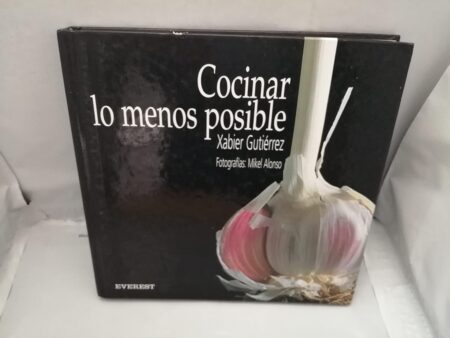 Cocinar
lo menos posible
Xabier Gutiérrez
Fotografías: Mikel Alonso
EVEREST